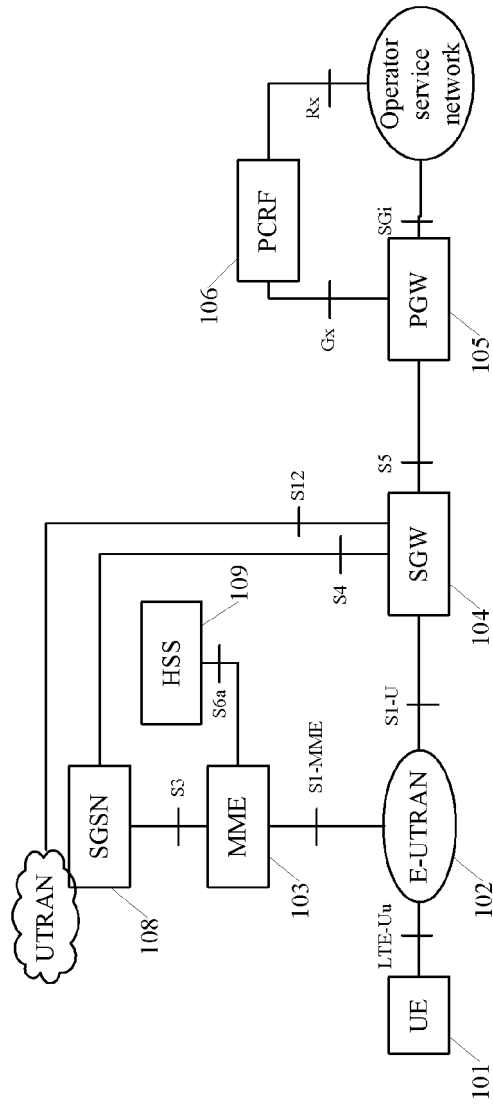 UTRAN
SGSN
108
HSS
109
S3
S6a
S12
S4
MME
103
S1-MME
PCRF
106
Gx
Rx
UE
101
LTE-Uu
E-UTRAN
102
S1-U
SGW
104
S5
PGW
105
SGi
Operator
service
network